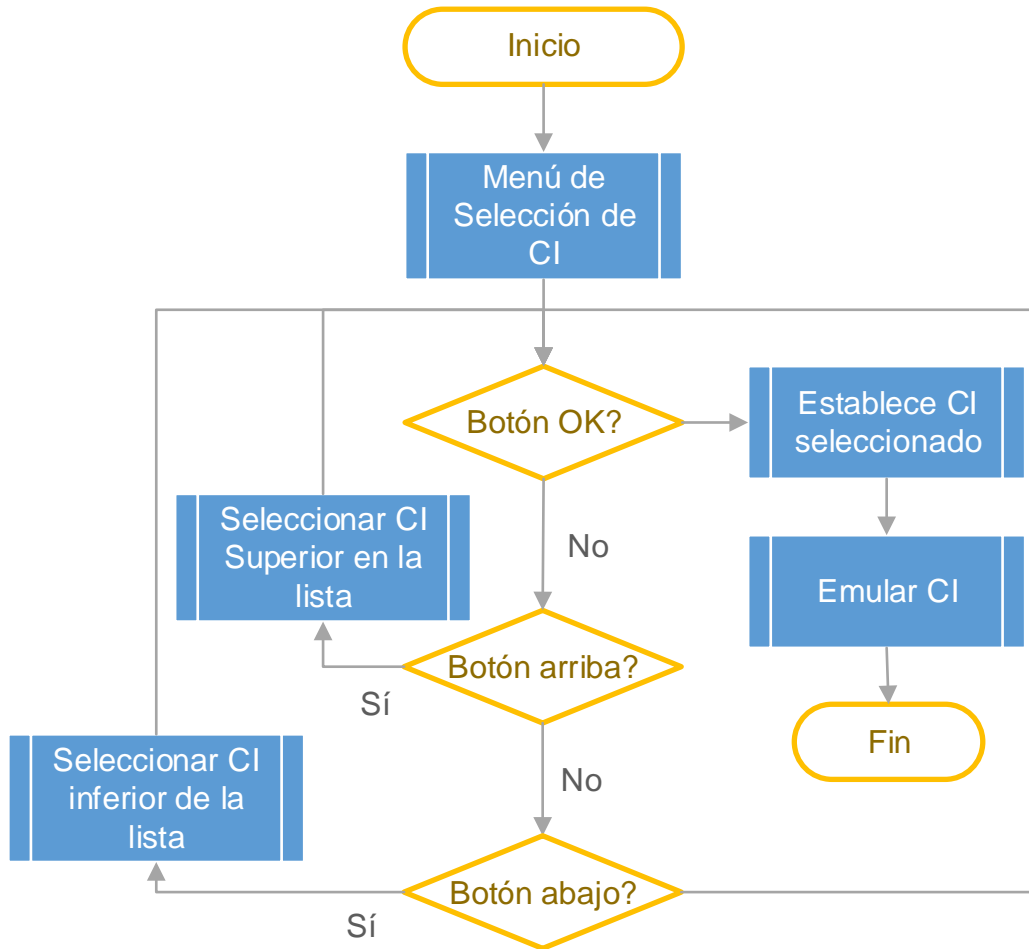 Inicio
Menú de
Selección de
CI
Botón OK?
Establece CI
seleccionado
Seleccionar CI
Superior en la
lista
No
Emular CI
Botón arriba?
Sí
Fin
Seleccionar CI
inferior de la
lista
No
Botón abajo?
Sí